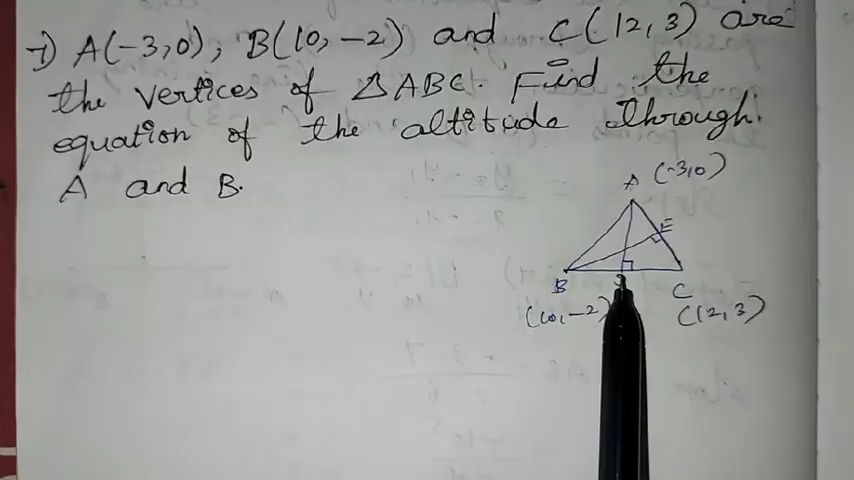 7) A(-3,0), B(10,-2) and C(12,3) are
the vertices of △ABC. Find the
equation of the altitude through
A and B.
A (-3,0)
E
B
C
(10,-2)
(12,3)